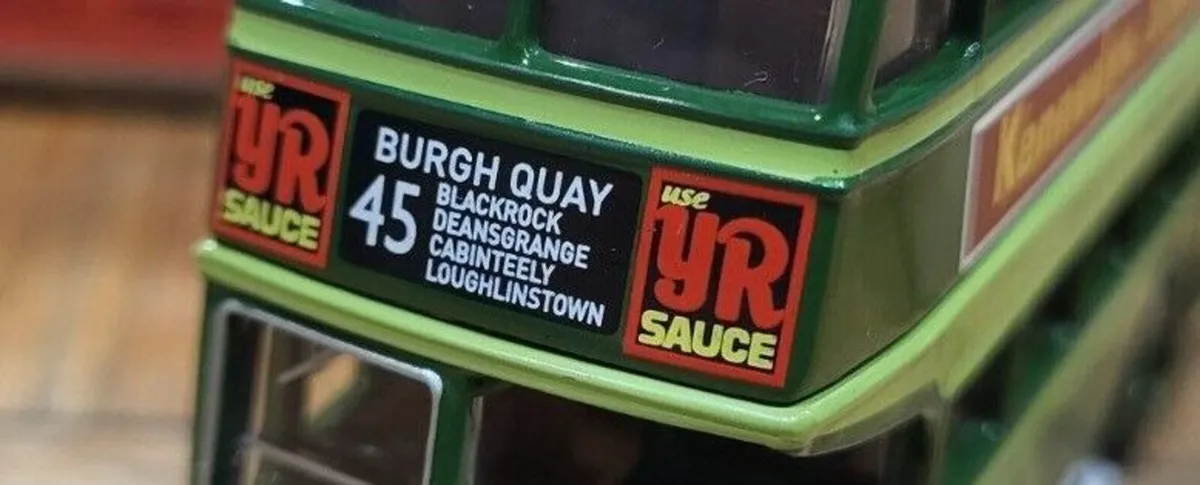 use
YR
SAUCE
BURGH QUAY
45
BLACKROCK
DEANSGRANGE
CABINTEELY
LOUGHLINSTOWN
use
YR
SAUCE